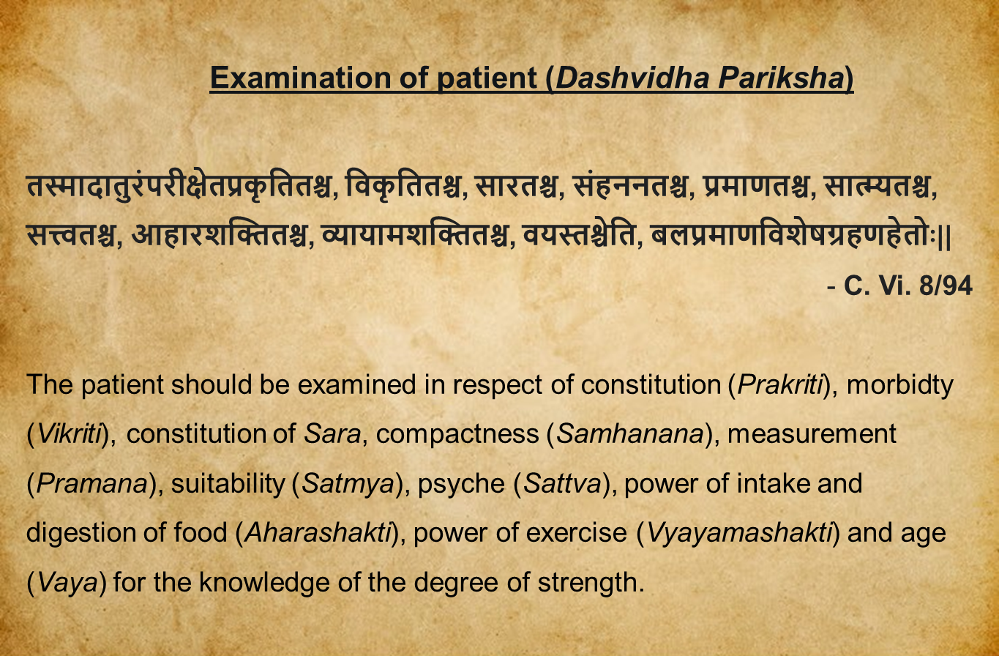 Examination of patient (Dashvidha Pariksha)
तस्मादातुरंपरीक्षेतप्रकृतितश्च, विकृतितश्च, सारतश्च, संहननतश्च, प्रमाणतश्च, सात्म्यतश्च,
सत्त्वतश्च, आहारशक्तितश्च, व्यायामशक्तितश्च, वयस्तश्चेति, बलप्रमाणविशेषग्रहणहेतोः||
- C. Vi. 8/94
The patient should be examined in respect of constitution (Prakriti), morbidty
(Vikriti), constitution of Sara, compactness (Samhanana), measurement
(Pramana), suitability (Satmya), psyche (Sattva), power of intake and
digestion of food (Aharashakti), power of exercise (Vyayamashakti) and age
(Vaya) for the knowledge of the degree of strength.